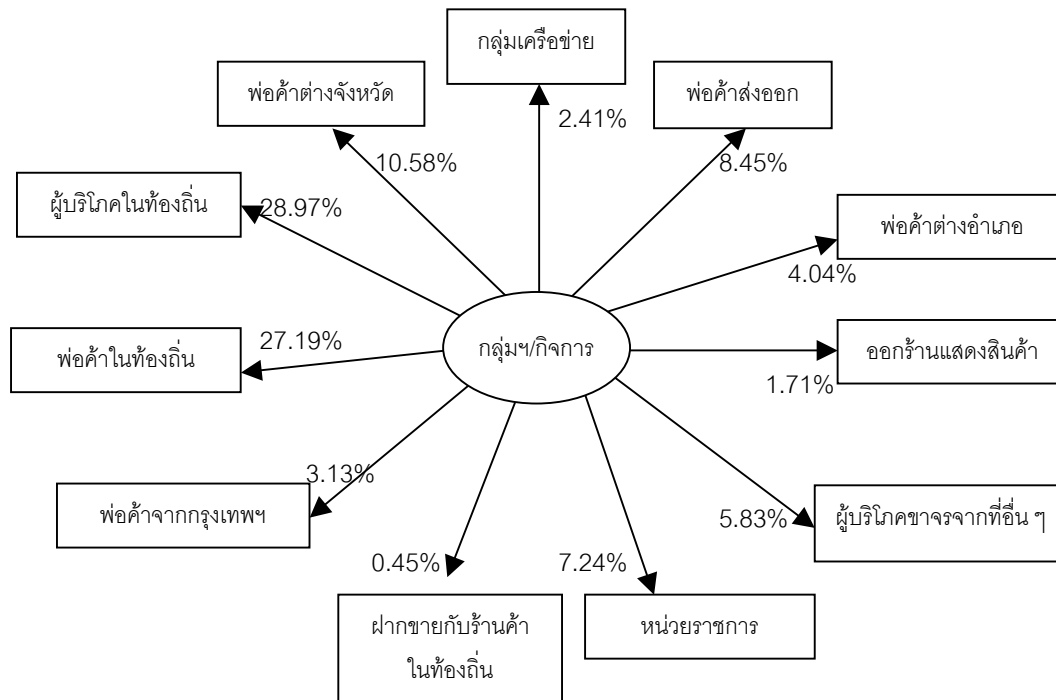 กลุ่มเครือข่าย
พ่อค้าต่างจังหวัด
พ่อค้าส่งออก
2.41%
10.58%
8.45%
ผู้บริโภคในท้องถิ่น
28.97%
พ่อค้าต่างอำเภอ
4.04%
พ่อค้าในท้องถิ่น
27.19%
กลุ่มฯ/กิจการ
ออกร้านแสดงสินค้า
1.71%
3.13%
พ่อค้าจากกรุงเทพฯ
5.83%
ผู้บริโภคขาจรจากที่อื่น ๆ
0.45%
7.24%
ฝากขายกับร้านค้า
ในท้องถิ่น
หน่วยราชการ